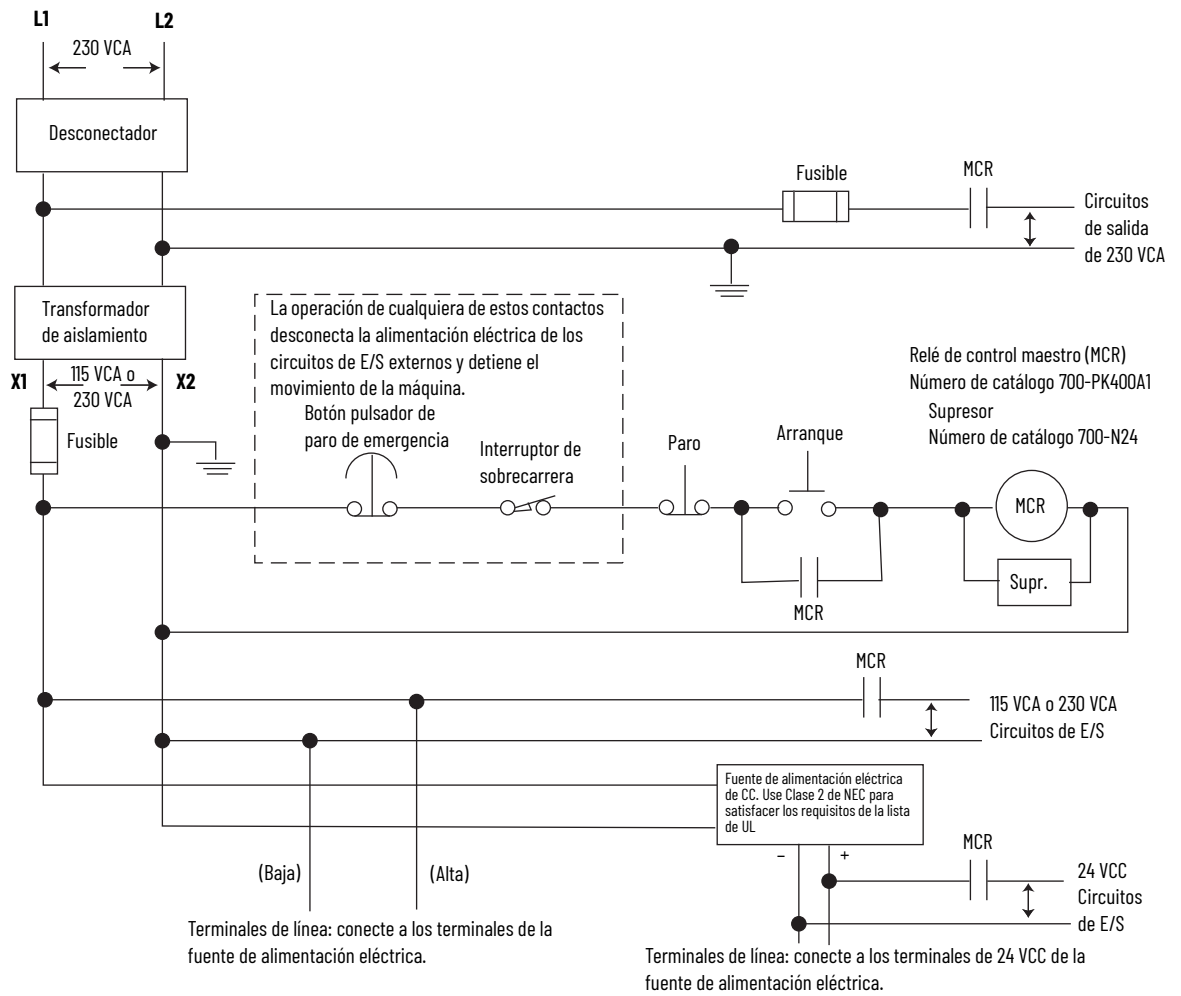 L1
L2
230 VCA
Desconectador
Fusible
MCR
Circuitos
de salida
de 230 VCA
Transformador
de aislamiento
La operación de cualquiera de estos contactos
desconecta la alimentación eléctrica de los
circuitos de E/S externos y detiene el
movimiento de la máquina.
Relé de control maestro (MCR)
Número de catálogo 700-PK400A1
Supresor
Número de catálogo 700-N24
X1
115 VCA o
230 VCA
X2
Fusible
Botón pulsador de
paro de emergencia
Interruptor de
sobrecarrera
Paro
Arranque
MCR
Supr.
MCR
MCR
115 VCA o 230 VCA
Circuitos de E/S
Fuente de alimentación eléctrica
de CC. Use Clase 2 de NEC para
satisfacer los requisitos de la lista
de UL
–
+
MCR
24 VCC
Circuitos
de E/S
(Baja)
(Alta)
Terminales de línea: conecte a los terminales de la
fuente de alimentación eléctrica.
Terminales de línea: conecte a los terminales de 24 VCC de la
fuente de alimentación eléctrica.